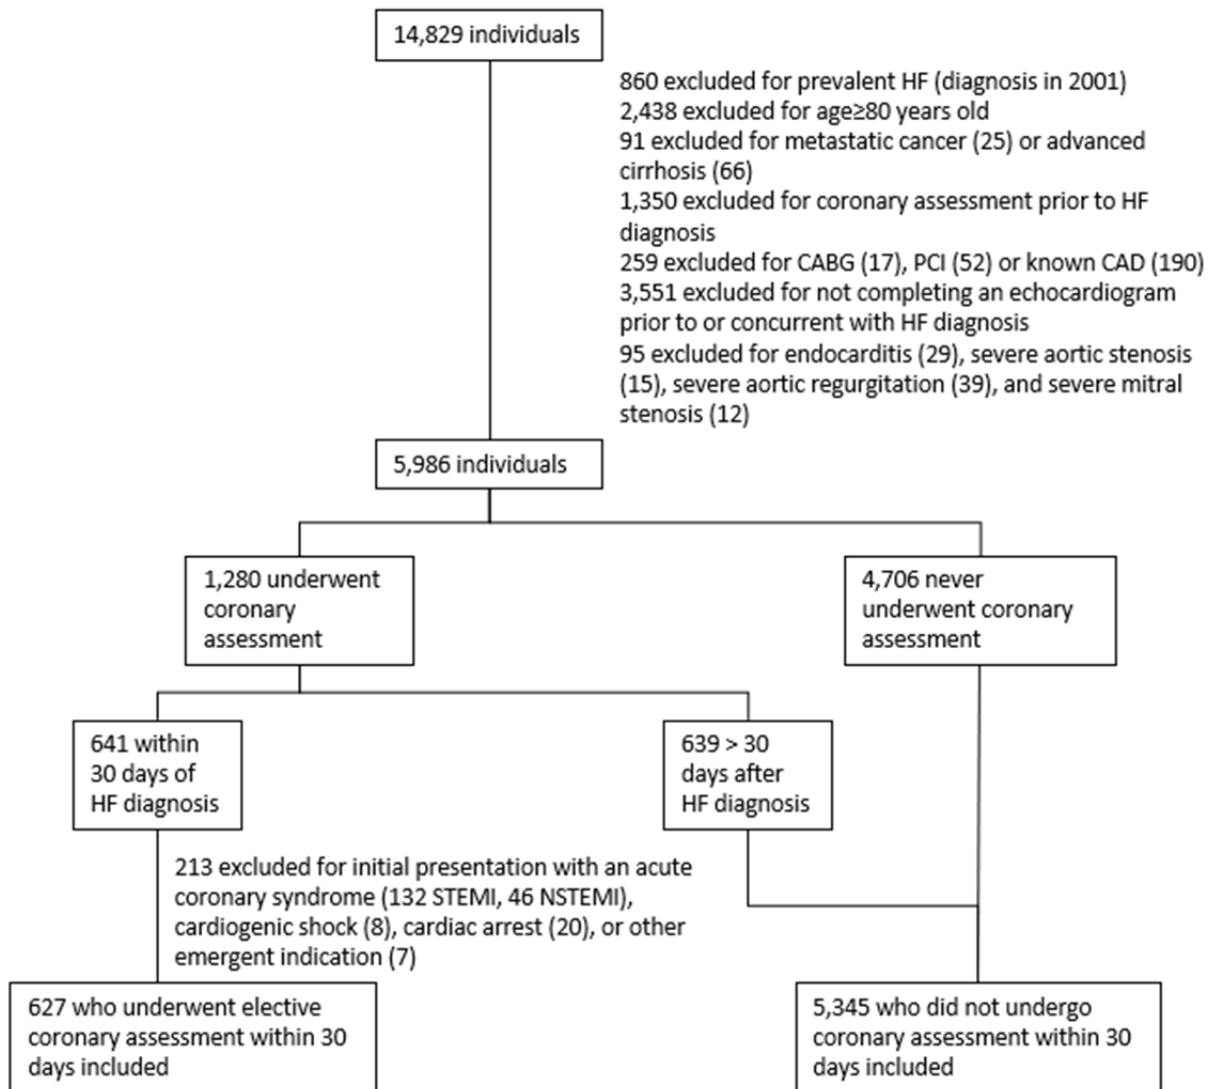 14,829 individuals
860 excluded for prevalent HF (diagnosis in 2001)
2,438 excluded for age≥80 years old
91 excluded for metastatic cancer (25) or advanced
cirrhosis (66)
1,350 excluded for coronary assessment prior to HF
diagnosis
259 excluded for CABG (17), PCI (52) or known CAD (190)
3,551 excluded for not completing an echocardiogram
prior to or concurrent with HF diagnosis
95 excluded for endocarditis (29), severe aortic stenosis
(15), severe aortic regurgitation (39), and severe mitral
stenosis (12)
5,986 individuals
1,280 underwent
coronary
assessment
4,706 never
underwent coronary
assessment
641 within
30 days of
HF diagnosis
639 > 30
days after
HF diagnosis
213 excluded for initial presentation with an acute
coronary syndrome (132 STEMI, 46 NSTEMI),
cardiogenic shock (8), cardiac arrest (20), or other
emergent indication (7)
627 who underwent elective
coronary assessment within 30
days included
5,345 who did not undergo
coronary assessment within 30
days included